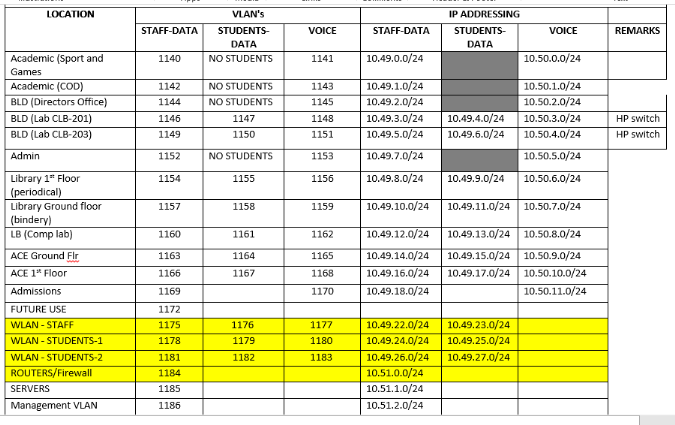 LOCATION VLAN's IP ADDRESSING
STAFF-DATA STUDENTS-DATA VOICE STAFF-DATA STUDENTS-DATA VOICE REMARKS
Academic (Sport and Games 1140 NO STUDENTS 1141 10.49.0.0/24 10.50.0.0/24
Academic (COD) 1142 NO STUDENTS 1143 10.49.1.0/24 10.50.1.0/24
BLD (Directors Office) 1144 NO STUDENTS 1145 10.49.2.0/24 10.50.2.0/24
BLD (Lab CLB-201) 1146 1147 1148 10.49.3.0/24 10.49.4.0/24 10.50.3.0/24 HP switch
BLD (Lab CLB-203) 1149 1150 1151 10.49.5.0/24 10.49.6.0/24 10.50.4.0/24 HP switch
Admin 1152 NO STUDENTS 1153 10.49.7.0/24 10.50.5.0/24
Library 1st Floor (periodical) 1154 1155 1156 10.49.8.0/24 10.49.9.0/24 10.50.6.0/24
Library Ground floor (bindery) 1157 1158 1159 10.49.10.0/24 10.49.11.0/24 10.50.7.0/24
LB (Comp lab) 1160 1161 1162 10.49.12.0/24 10.49.13.0/24 10.50.8.0/24
ACE Ground Flr 1163 1164 1165 10.49.14.0/24 10.49.15.0/24 10.50.9.0/24
ACE 1st Floor 1166 1167 1168 10.49.16.0/24 10.49.17.0/24 10.50.10.0/24
Admissions 1169 1170 10.49.18.0/24 10.50.11.0/24
FUTURE USE 1172
WLAN - STAFF 1175 1176 1177 10.49.22.0/24 10.49.23.0/24
WLAN - STUDENTS-1 1178 1179 1180 10.49.24.0/24 10.49.25.0/24
WLAN - STUDENTS-2 1181 1182 1183 10.49.26.0/24 10.49.27.0/24
ROUTERS/Firewall 1184 10.51.0.0/24
SERVERS 1185 10.51.1.0/24
Management VLAN 1186 10.51.2.0/24